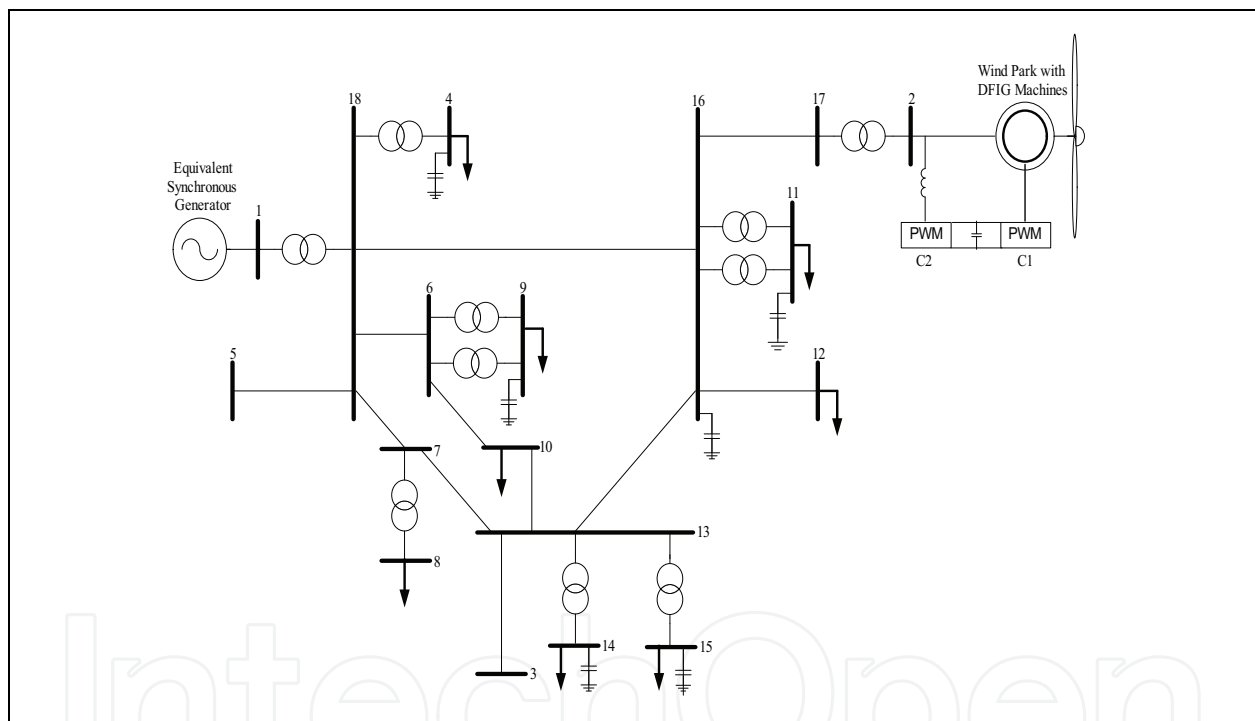 Wind Park with
DFIG Machines
18
4
16
17
2
Equivalent
Synchronous
Generator
1
11
PWM
PWM
C2
C1
6
9
5
12
7
10
13
8
14
15
3
IntechOpen